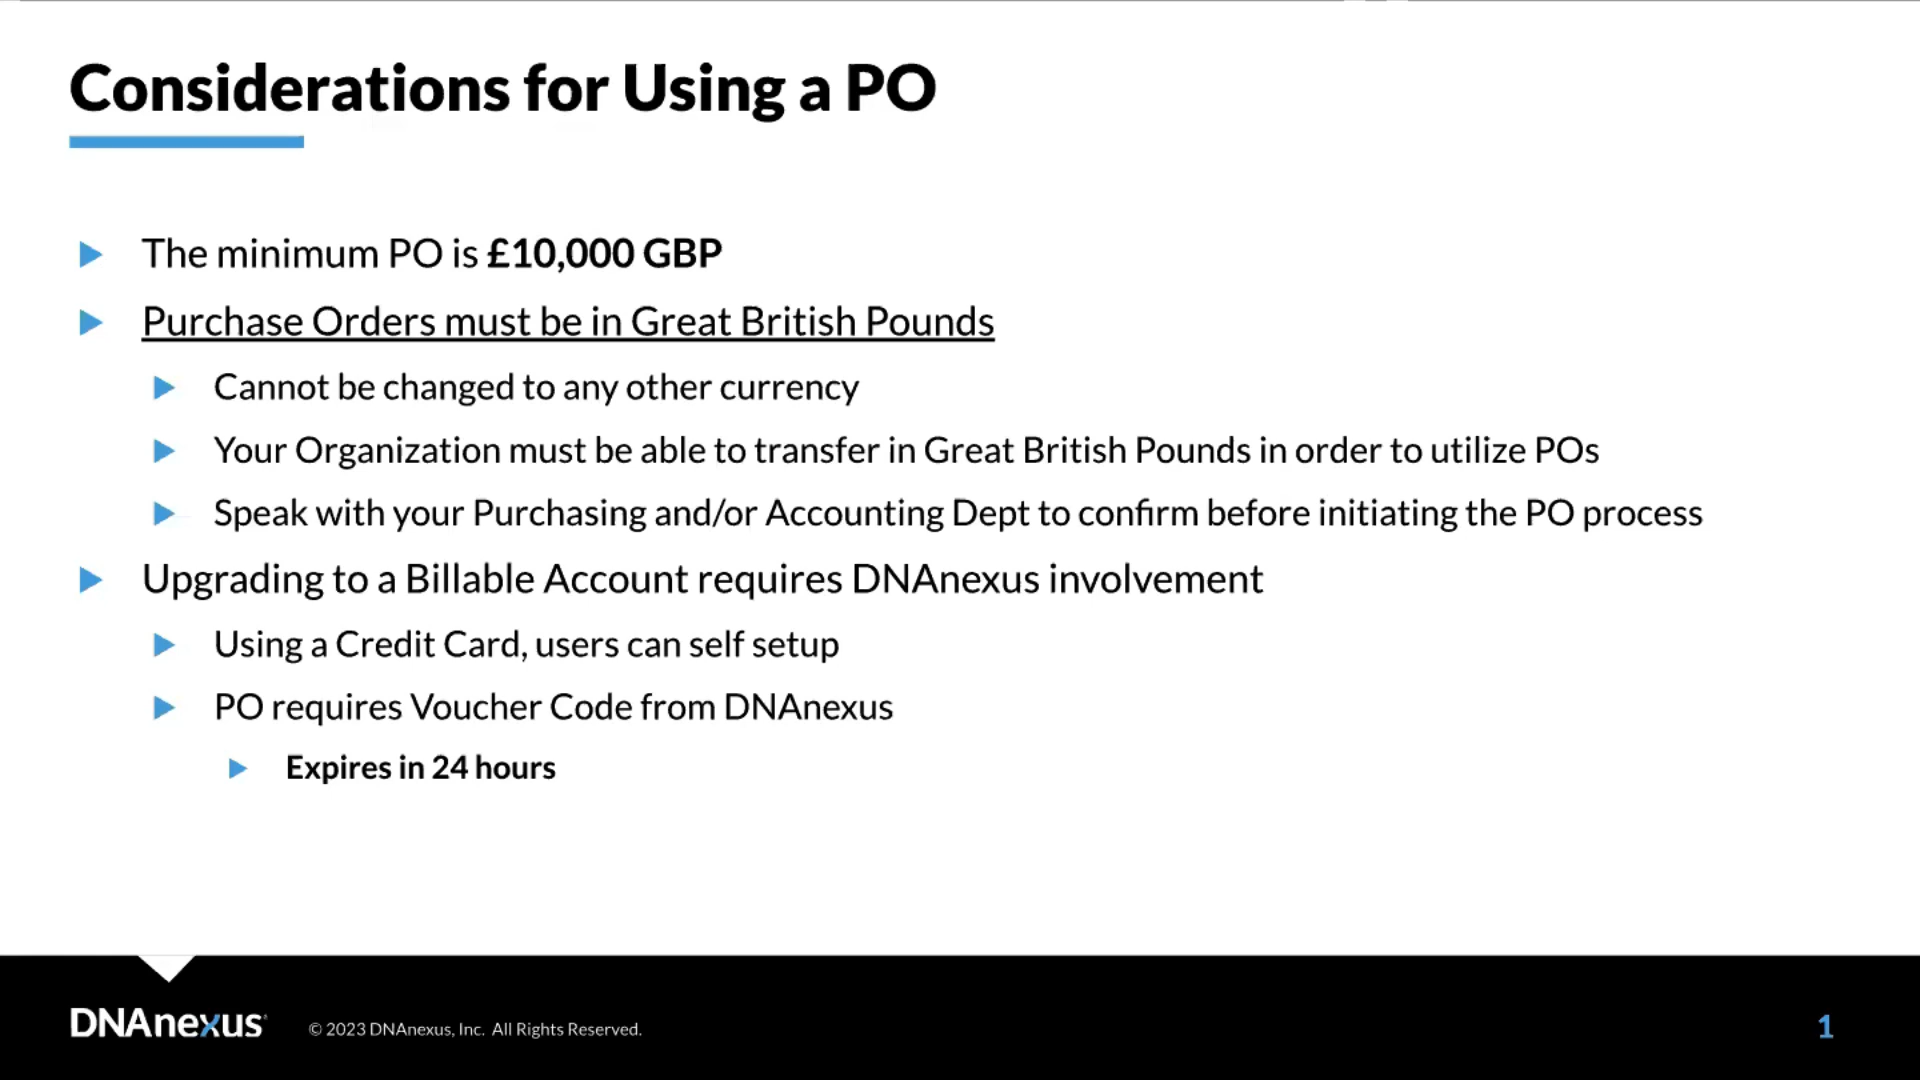 Considerations for Using a PO
The minimum PO is £10,000 GBP
Purchase Orders must be in Great British Pounds
Cannot be changed to any other currency
Your Organization must be able to transfer in Great British Pounds in order to utilize POs
Speak with your Purchasing and/or Accounting Dept to confirm before initiating the PO process
Upgrading to a Billable Account requires DNAnexus involvement
Using a Credit Card, users can self setup
PO requires Voucher Code from DNAnexus
Expires in 24 hours
DNAnexus © 2023 DNAnexus, Inc. All Rights Reserved. 1